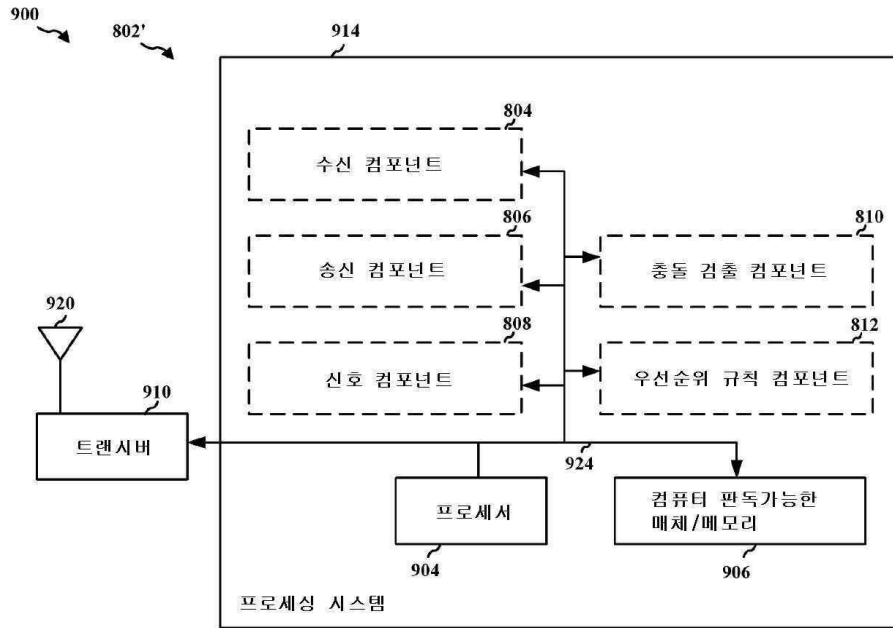 900
802'
914
804
수신 컴포넌트
806
810
송신 컴포넌트
충돌 검출 컴포넌트
920
808
812
신호 컴포넌트
우선순위 규칙 컴포넌트
910
트랜시버
924
프로세서
컴퓨터 판독가능한
매체/메모리
904
906
프로세싱 시스템